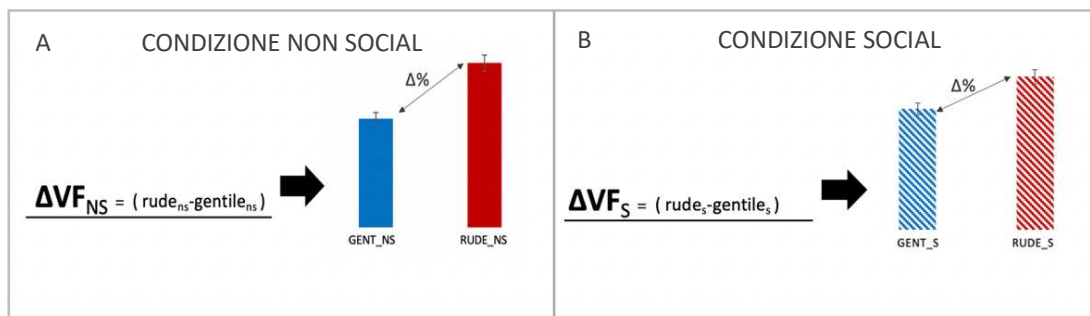 A CONDIZIONE NON SOCIAL
Δ%
ΔVF_NS = (rude_ns-gentile_ns)
GENT_NS RUDE_NS
B CONDIZIONE SOCIAL
Δ%
ΔVF_S = (rude_s-gentile_s)
GENT_S RUDE_S